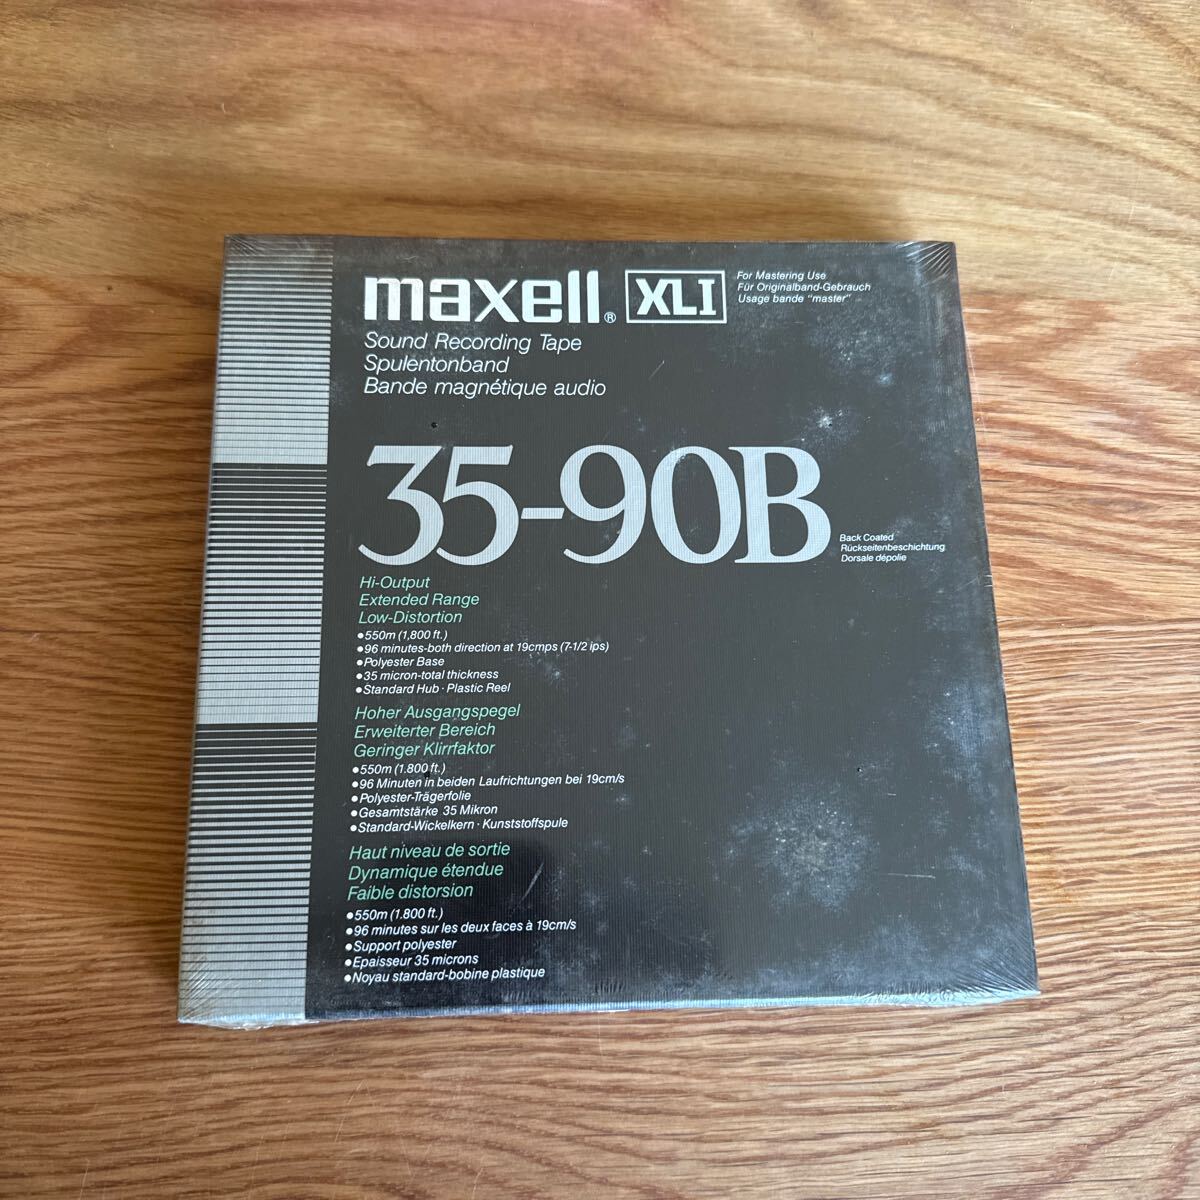 maxell® XLI
For Mastering Use
Für Originalband-Gebrauch
Usage bande "master"
Sound Recording Tape
Spulentonband
Bande magnétique audio
35-90B
Back Coated
Rückseitenbeschichtung
Dorsale dépolie
Hi-Output
Extended Range
Low-Distortion
●550m (1,800 ft.)
●96 minutes-both direction at 19cmps (7-1/2 ips)
●Polyester Base
●35 micron-total thickness
●Standard Hub · Plastic Reel
Hoher Ausgangspegel
Erweiterter Bereich
Geringer Klirrfaktor
●550m (1.800 ft.)
●96 Minuten in beiden Laufrichtungen bei 19cm/s
●Polyester-Trägerfolie
●Gesamtstärke 35 Mikron
●Standard-Wickelkern · Kunststoffspule
Haut niveau de sortie
Dynamique étendue
Faible distorsion
●550m (1.800 ft.)
●96 minutes sur les deux faces à 19cm/s
●Support polyester
●Epaisseur 35 microns
●Noyau standard-bobine plastique